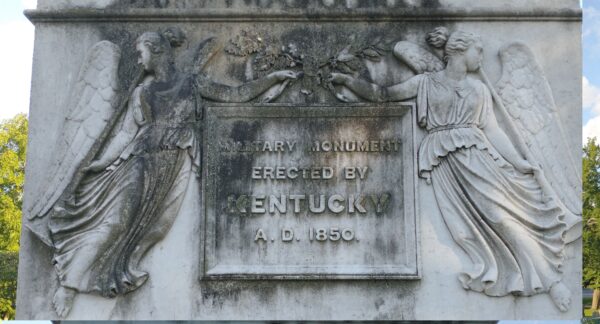 MILITARY MONUMENT
ERECTED BY
KENTUCKY
A. D. 1850.